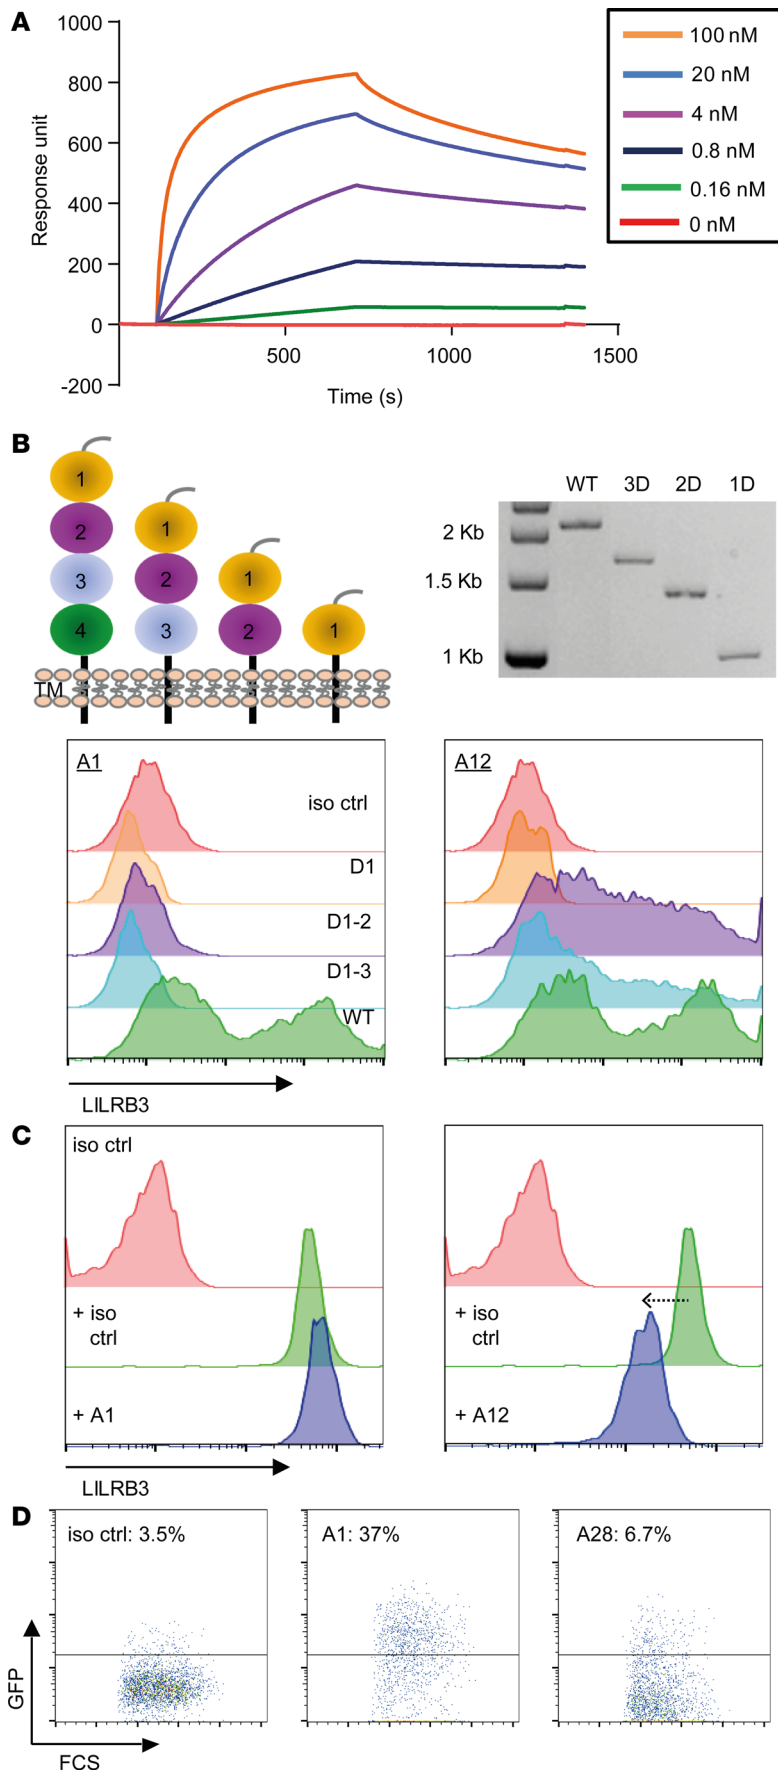 A
1000
800
600
400
200
0
-200
Response unit
500
1000
1500
Time (s)
100 nM
20 nM
4 nM
0.8 nM
0.16 nM
0 nM
B
1
2
3
4
1
2
3
1
2
1
TM
WT 3D 2D 1D
2 Kb
1.5 Kb
1 Kb
A1
iso ctrl
D1
D1-2
D1-3
WT
LILRB3
A12
C
iso ctrl
+ iso
ctrl
+ A1
LILRB3
+ iso
ctrl
+ A12
D
iso ctrl: 3.5%
A1: 37%
A28: 6.7%
GFP
FCS